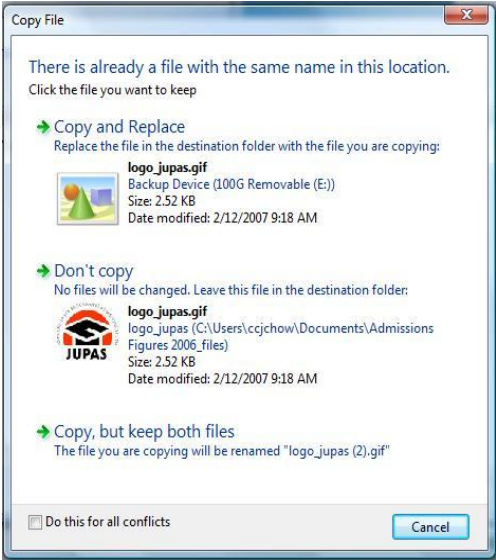 Copy File
There is already a file with the same name in this location.
Click the file you want to keep
Copy and Replace
Replace the file in the destination folder with the file you are copying:
logo_jupas.gif
Backup Device (100G Removable (E:))
Size: 2.52 KB
Date modified: 2/12/2007 9:18 AM
Don't copy
No files will be changed. Leave this file in the destination folder:
JUPAS
logo_jupas.gif
logo_jupas (C:\Users\ccjchow\Documents\Admissions
Figures 2006_files)
Size: 2.52 KB
Date modified: 2/12/2007 9:18 AM
Copy, but keep both files
The file you are copying will be renamed "logo_jupas (2).gif"
Do this for all conflicts
Cancel